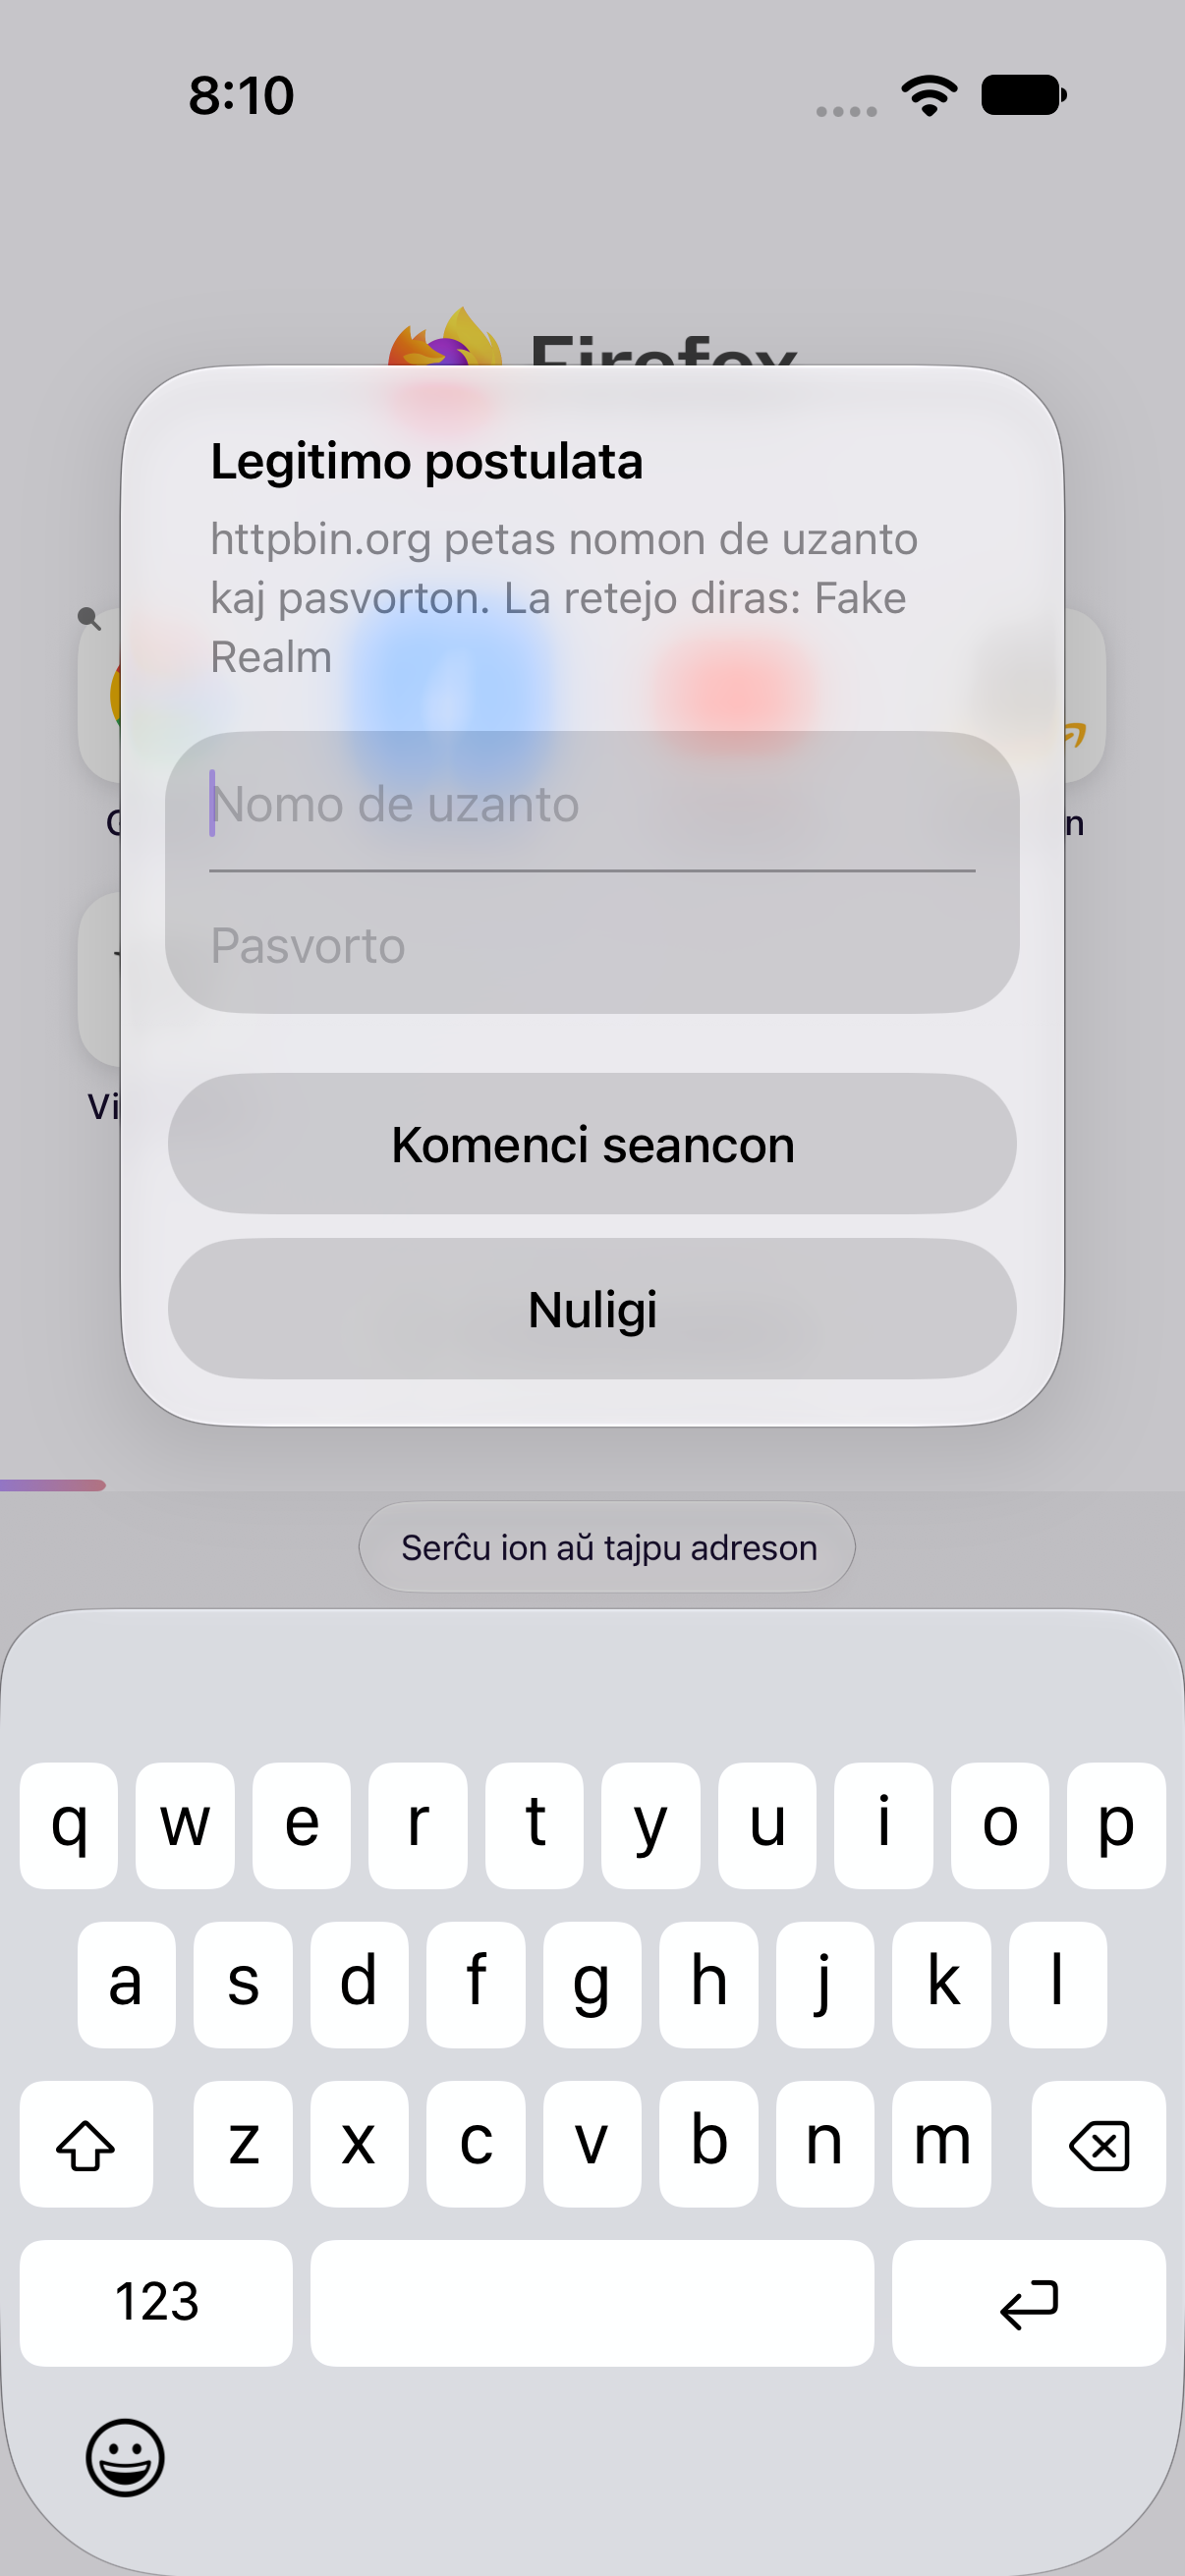 8:10
Firefox
Legitimo postulata
httpbin.org petas nomon de uzanto
kaj pasvorton. La retejo diras: Fake
Realm
Nomo de uzanto
Pasvorto
Komenci seancon
Nuligi
Serĉu ion aŭ tajpu adreson
q w e r t y u i o p
a s d f g h j k l
z x c v b n m
123